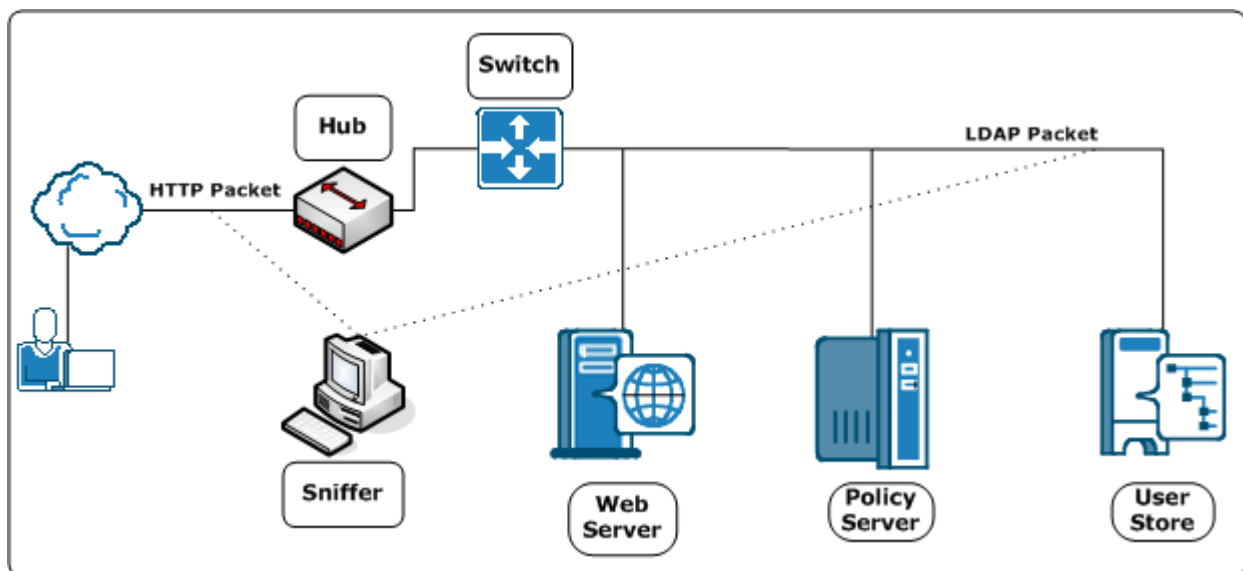 Switch
Hub
LDAP Packet
HTTP Packet
Sniffer
Web
Server
Policy
Server
User
Store